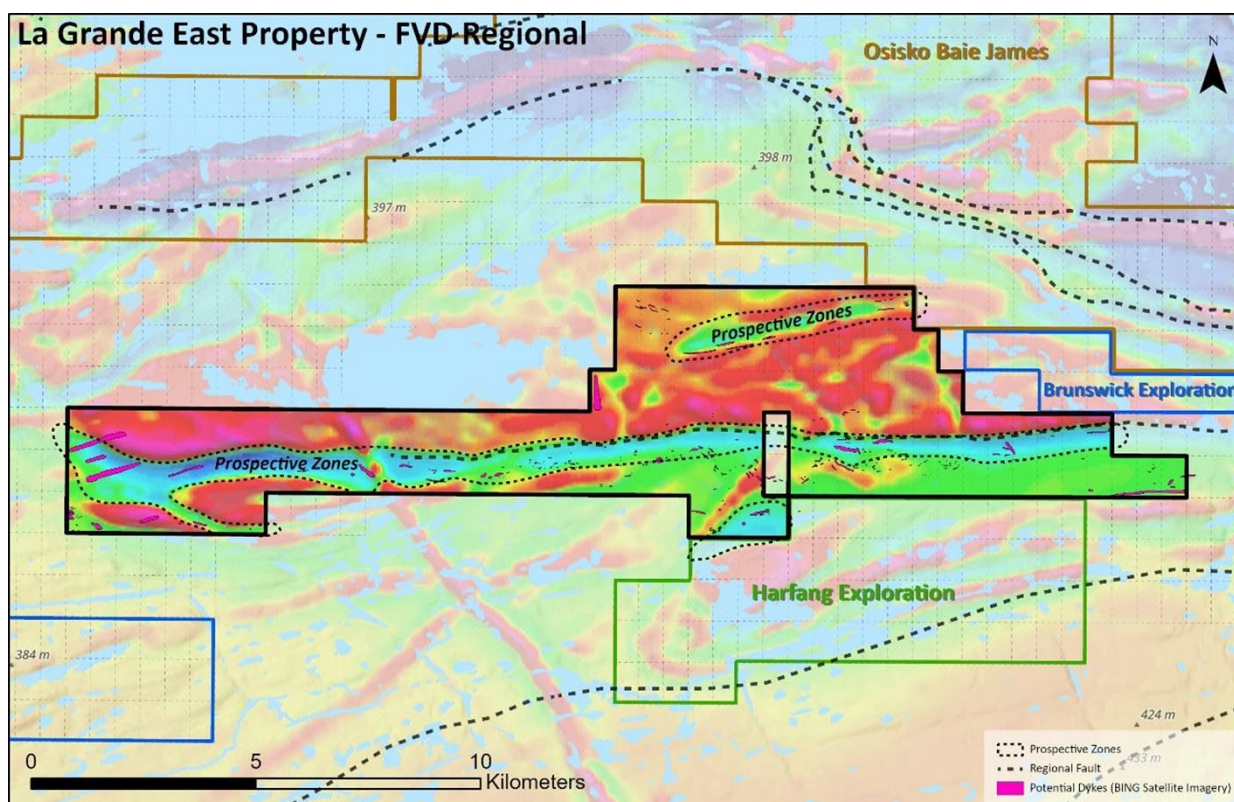 La Grande East Property - FVD Regional
Osisko Baie James
N
398 m
397 m
Prospective Zones
Brunswick Exploration
Prospective Zones
Harfang Exploration
384 m
424 m
433 m
0 5 10
Kilometers
Prospective Zones
Regional Fault
Potential Dykes (BING Satellite Imagery)